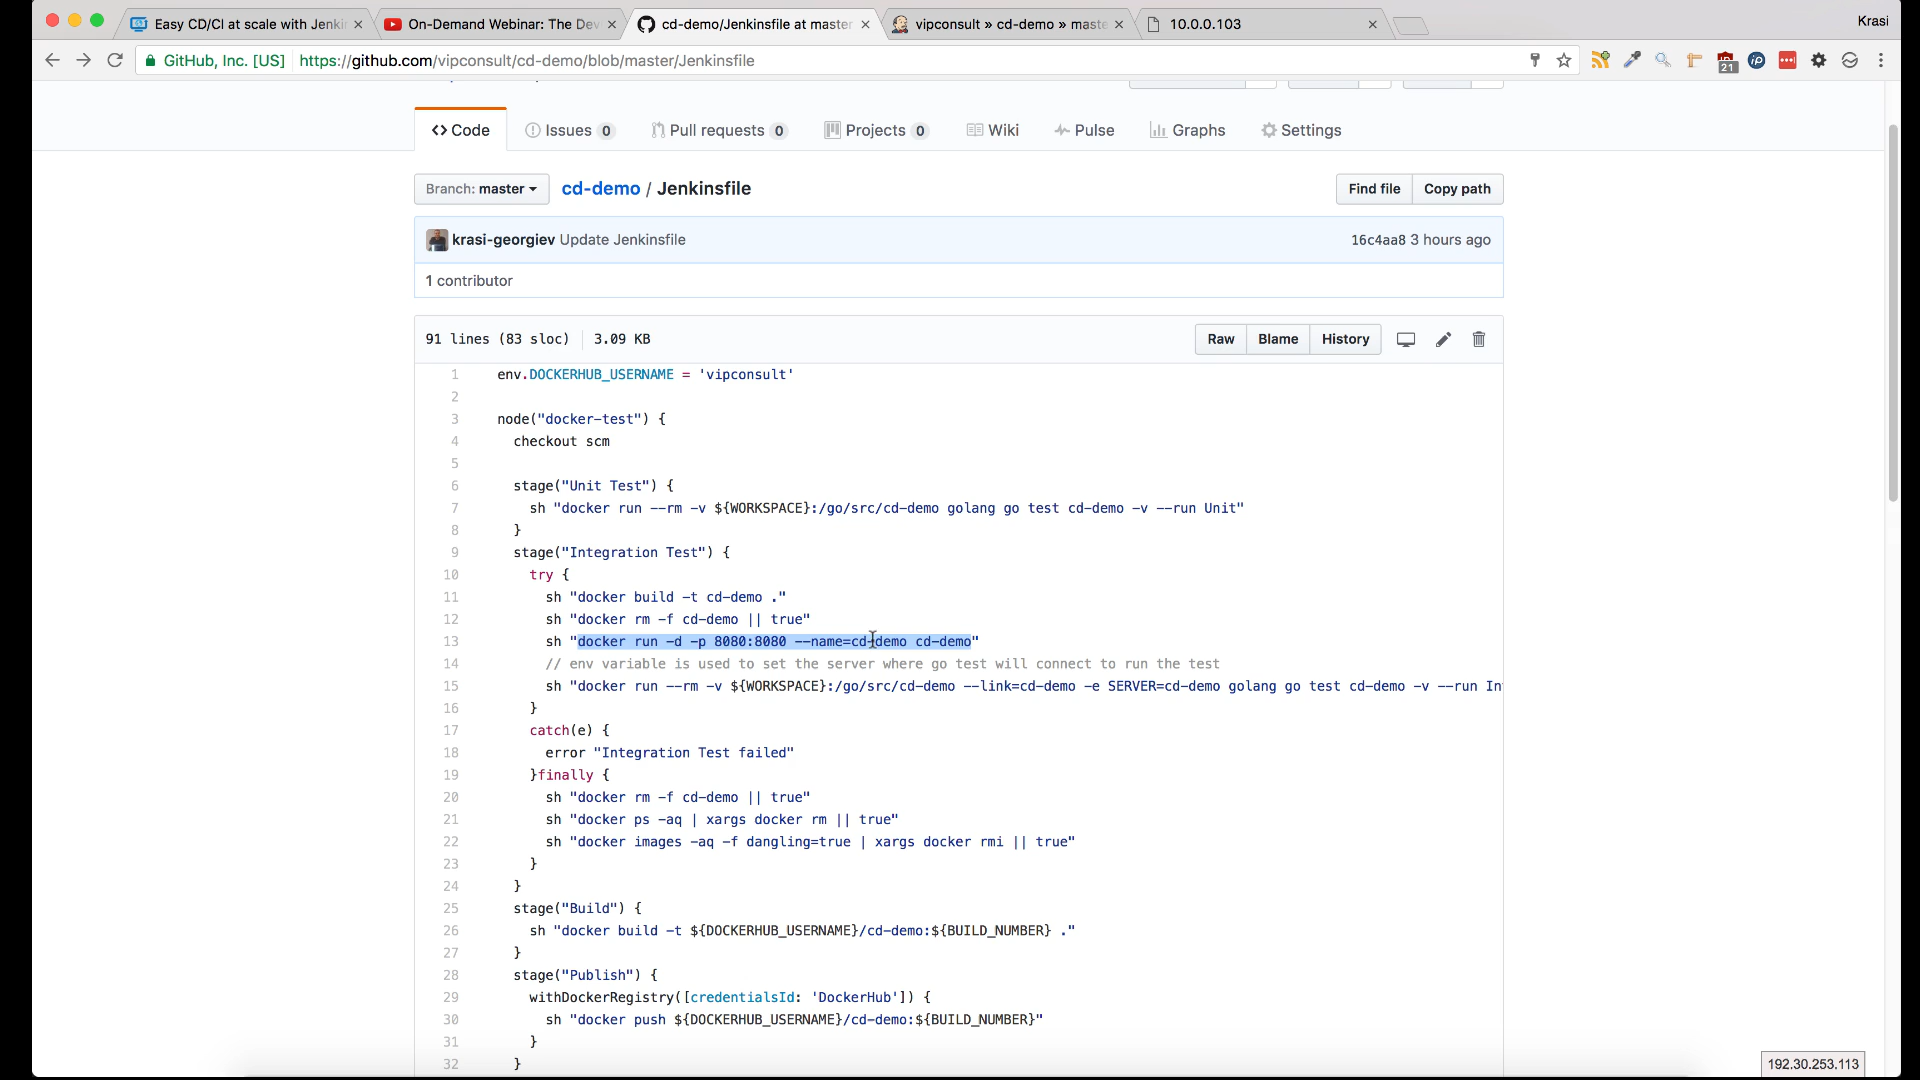 Easy CD/CI at scale with Jenki
On-Demand Webinar: The Dev
cd-demo/Jenkinsfile at master
vipconsult » cd-demo » maste
10.0.0.103
Krasi
GitHub, Inc. [US]
https://github.com/vipconsult/cd-demo/blob/master/Jenkinsfile
21
Code
Issues 0
Pull requests 0
Projects 0
Wiki
Pulse
Graphs
Settings
Branch: master
cd-demo / Jenkinsfile
Find file
Copy path
krasi-georgiev Update Jenkinsfile
16c4aa8 3 hours ago
1 contributor
91 lines (83 sloc) 3.09 KB
Raw
Blame
History
1 env.DOCKERHUB_USERNAME = 'vipconsult'
2
3 node("docker-test") {
4 checkout scm
5
6 stage("Unit Test") {
7 sh "docker run --rm -v ${WORKSPACE}:/go/src/cd-demo golang go test cd-demo -v --run Unit"
8 }
9 stage("Integration Test") {
10 try {
11 sh "docker build -t cd-demo ."
12 sh "docker rm -f cd-demo || true"
13 sh "docker run -d -p 8080:8080 --name=cd-demo cd-demo"
14 // env variable is used to set the server where go test will connect to run the test
15 sh "docker run --rm -v ${WORKSPACE}:/go/src/cd-demo --link=cd-demo -e SERVER=cd-demo golang go test cd-demo -v --run In
16 }
17 catch(e) {
18 error "Integration Test failed"
19 }finally {
20 sh "docker rm -f cd-demo || true"
21 sh "docker ps -aq | xargs docker rm || true"
22 sh "docker images -aq -f dangling=true | xargs docker rmi || true"
23 }
24 }
25 stage("Build") {
26 sh "docker build -t ${DOCKERHUB_USERNAME}/cd-demo:${BUILD_NUMBER} ."
27 }
28 stage("Publish") {
29 withDockerRegistry([credentialsId: 'DockerHub']) {
30 sh "docker push ${DOCKERHUB_USERNAME}/cd-demo:${BUILD_NUMBER}"
31 }
32 }
192.30.253.113